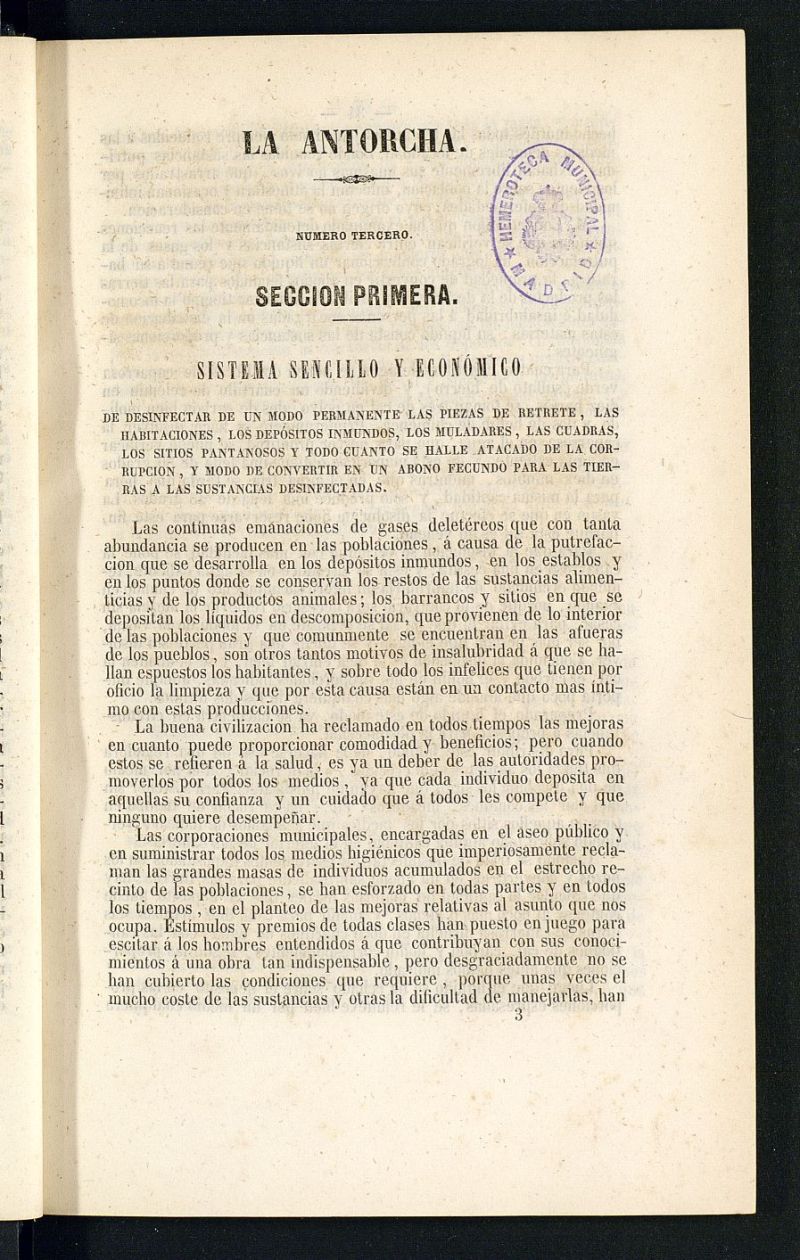 LA ANTORCHA.
HEMEROTECA MUNICIPAL
MADRID
NUMERO TERCERO.
SECCION PRIMERA.
SISTEMA SENCILLO Y ECONÓMICO
DE DESINFECTAR DE UN MODO PERMANENTE LAS PIEZAS DE RETRETE, LAS
HABITACIONES, LOS DEPÓSITOS INMUNDOS, LOS MULADARES, LAS CUADRAS,
LOS SITIOS PANTANOSOS Y TODO CUANTO SE HALLE ATACADO DE LA COR-
RUPCION, Y MODO DE CONVERTIR EN UN ABONO FECUNDO PARA LAS TIER-
RAS A LAS SUSTANCIAS DESINFECTADAS.
Las contínuas emanaciones de gases deletéreos que con tanta
abundancia se producen en las poblaciones, á causa de la putrefac-
cion que se desarrolla en los depósitos inmundos, en los establos y
en los puntos donde se conservan los restos de las sustancias alimen-
ticias y de los productos animales; los barrancos y sitios en que se
depositan los líquidos en descomposicion, que provienen de lo interior
de las poblaciones y que comunmente se encuentran en las afueras
de los pueblos, son otros tantos motivos de insalubridad á que se ha-
llan espuestos los habitantes, y sobre todo los infelices que tienen por
oficio la limpieza y que por esta causa están en un contacto mas ínti-
mo con estas producciones.
La buena civilizacion ha reclamado en todos tiempos las mejoras
en cuanto puede proporcionar comodidad y beneficios; pero cuando
estos se refieren á la salud, es ya un deber de las autoridades pro-
moverlos por todos los medios, ya que cada individuo deposita en
aquellas su confianza y un cuidado que á todos les compete y que
ninguno quiere desempeñar.
Las corporaciones municipales, encargadas en el aseo público y
en suministrar todos los medios higiénicos que imperiosamente recla-
man las grandes masas de individuos acumulados en el estrecho re-
cinto de las poblaciones, se han esforzado en todas partes y en todos
los tiempos, en el planteo de las mejoras relativas al asunto que nos
ocupa. Estímulos y premios de todas clases han puesto en juego para
escitar á los hombres entendidos á que contribuyan con sus conoci-
mientos á una obra tan indispensable, pero desgraciadamente no se
han cubierto las condiciones que requiere, porque unas veces el
mucho coste de las sustancias y otras la dificultad de manejarlas, han
3